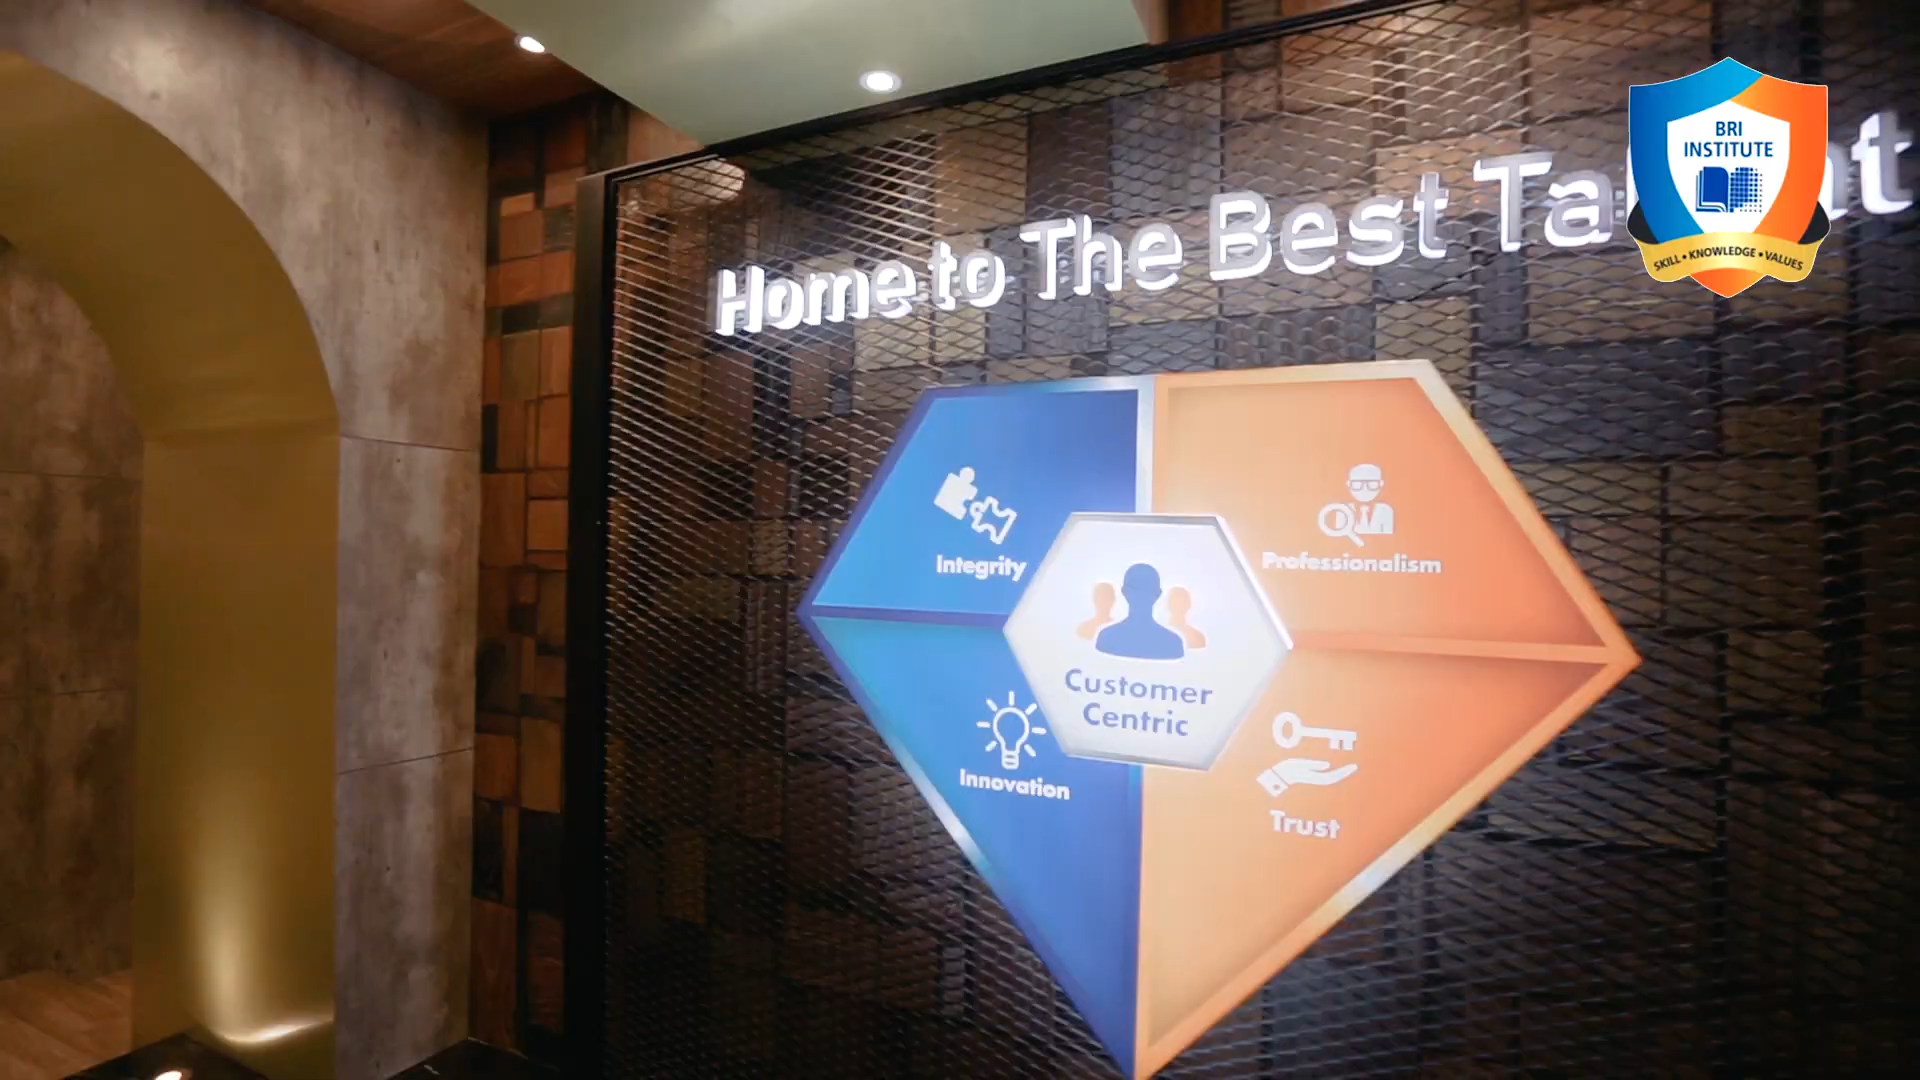 Home to The Best Ta
BRI
INSTITUTE
SKILL • KNOWLEDGE • VALUES
Integrity
Professionalism
Customer
Centric
Innovation
Trust